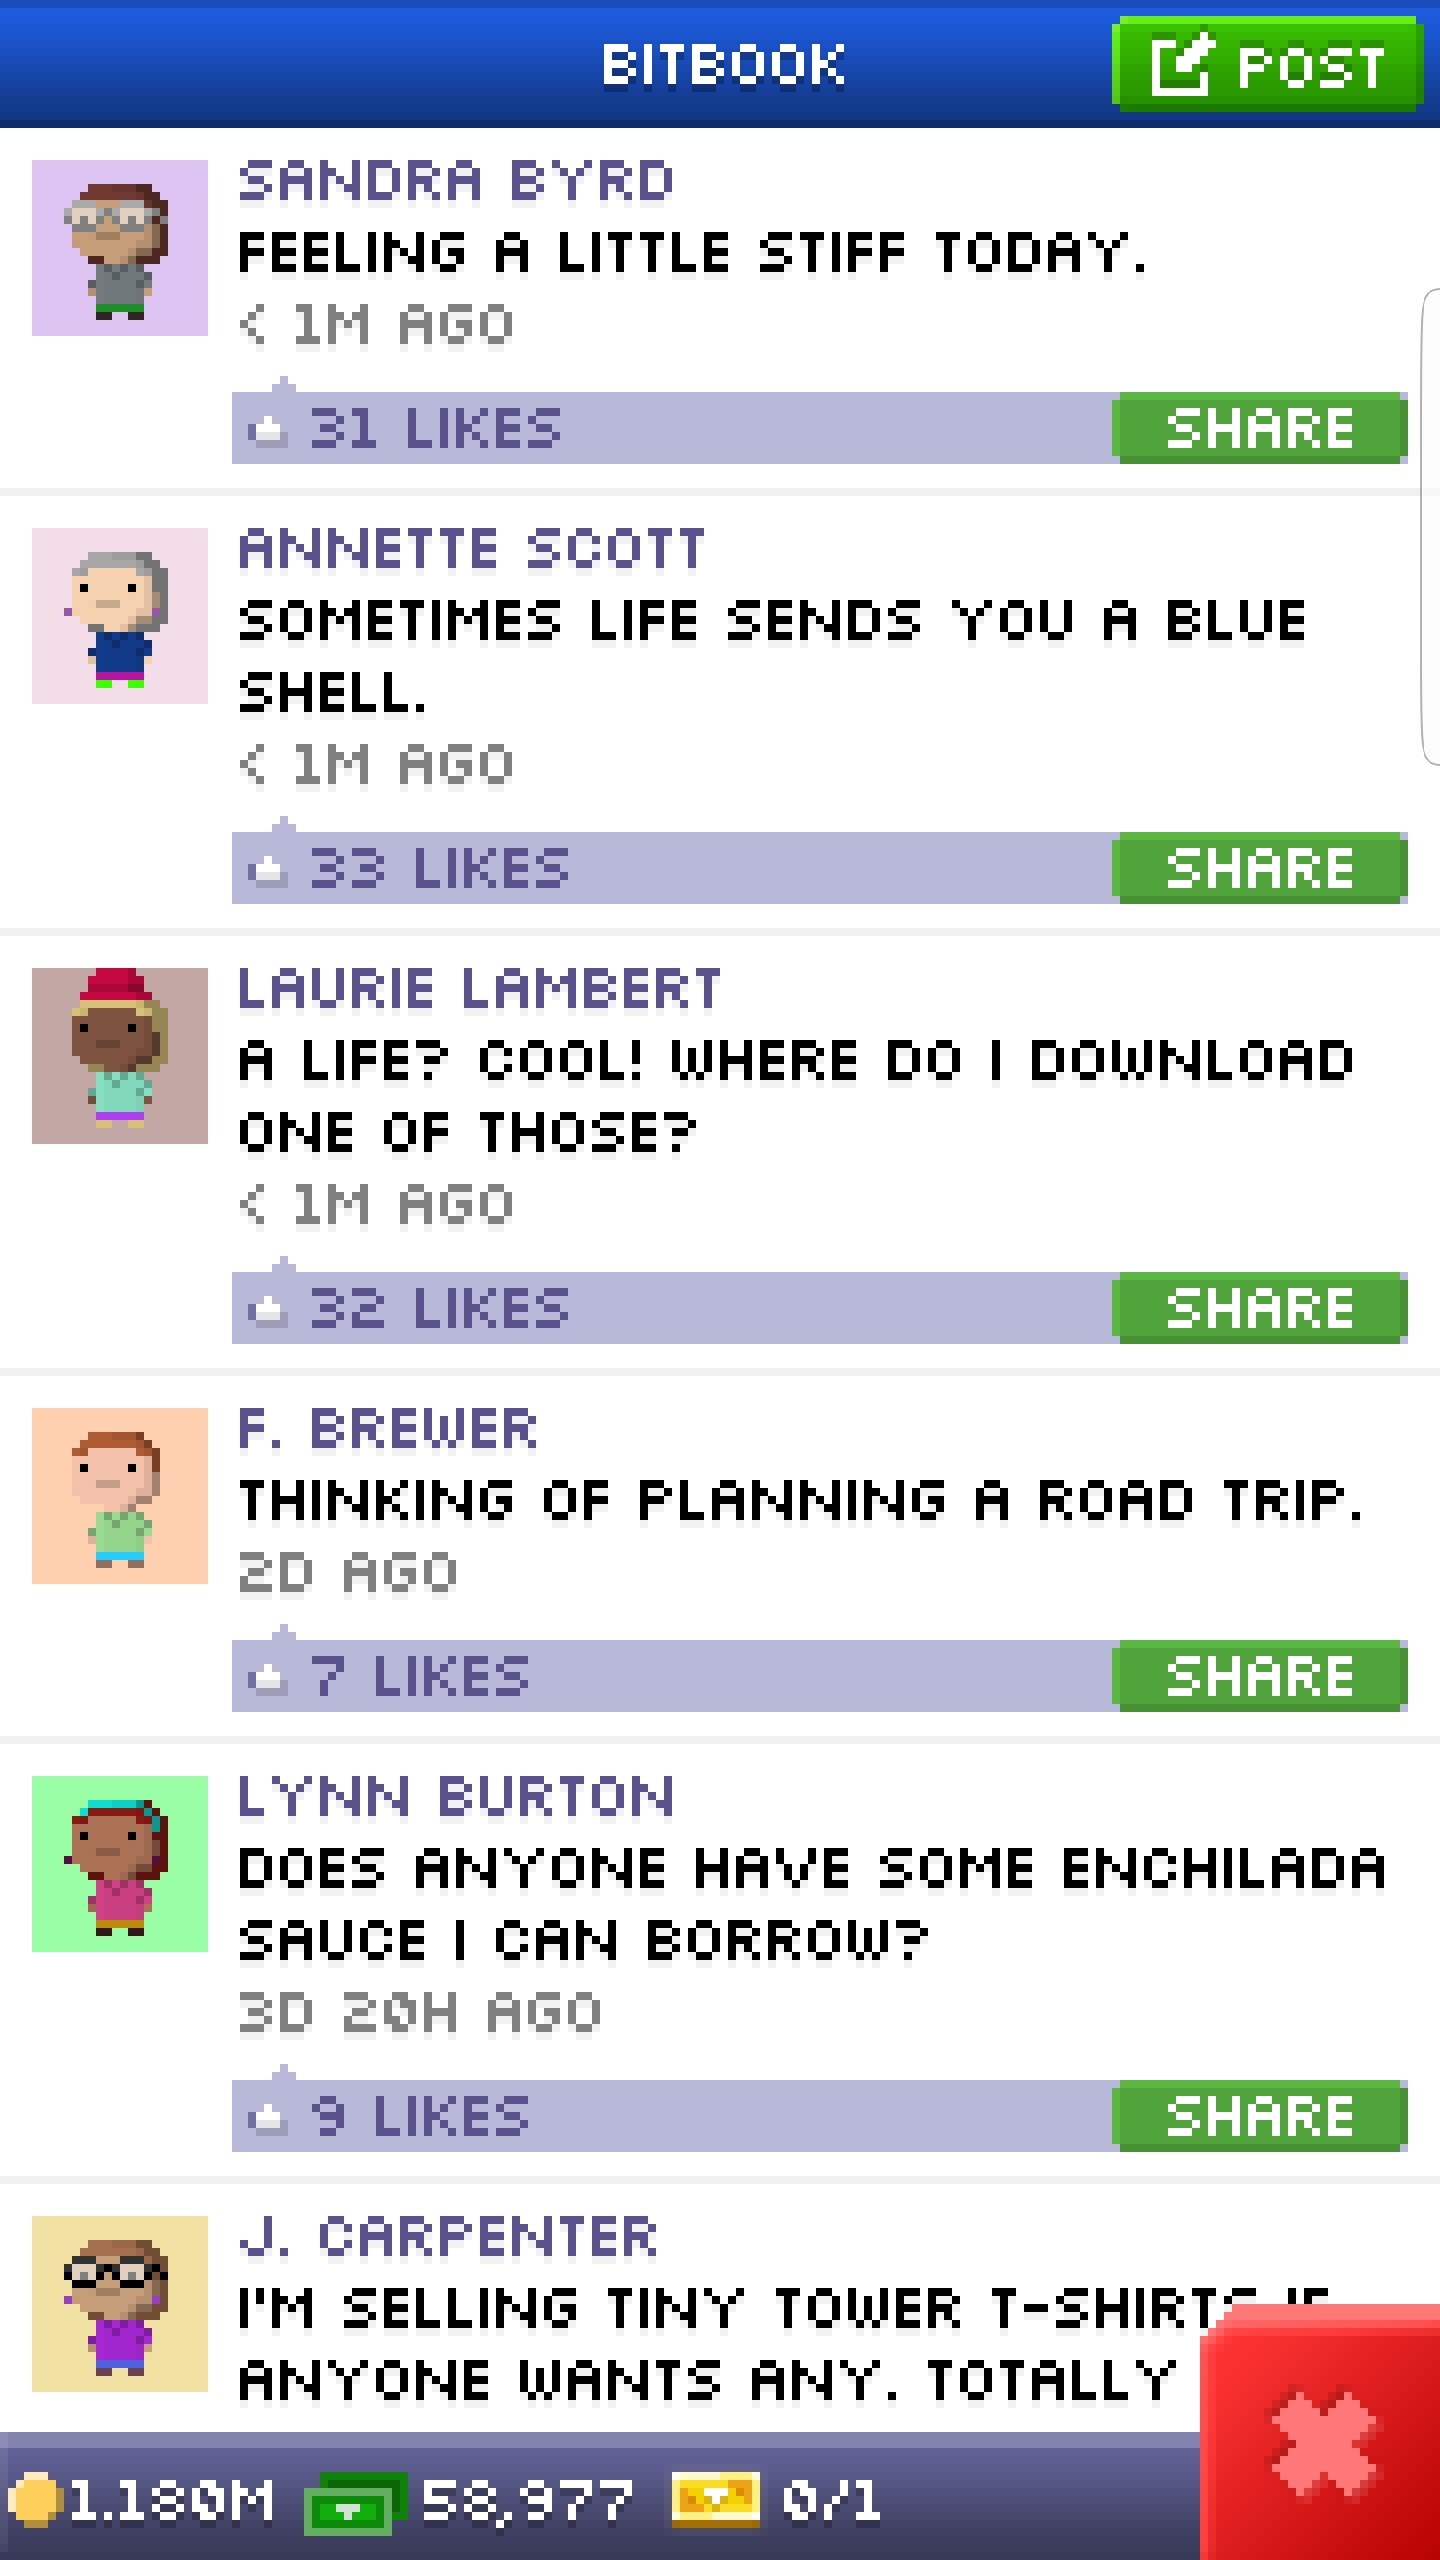 BITBOOK
POST
SANDRA BYRD
FEELING A LITTLE STIFF TODAY.
< 1M AGO
31 LIKES
SHARE
ANNETTE SCOTT
SOMETIMES LIFE SENDS YOU A BLUE
SHELL.
< 1M AGO
33 LIKES
SHARE
LAURIE LAMBERT
A LIFE? COOL! WHERE DO I DOWNLOAD
ONE OF THOSE?
< 1M AGO
32 LIKES
SHARE
F. BREWER
THINKING OF PLANNING A ROAD TRIP.
2D AGO
7 LIKES
SHARE
LYNN BURTON
DOES ANYONE HAVE SOME ENCHILADA
SAUCE I CAN BORROW?
3D 20H AGO
9 LIKES
SHARE
J. CARPENTER
I'M SELLING TINY TOWER T-SHIRTS IF
ANYONE WANTS ANY. TOTALLY
1.180M
58,977
0/1